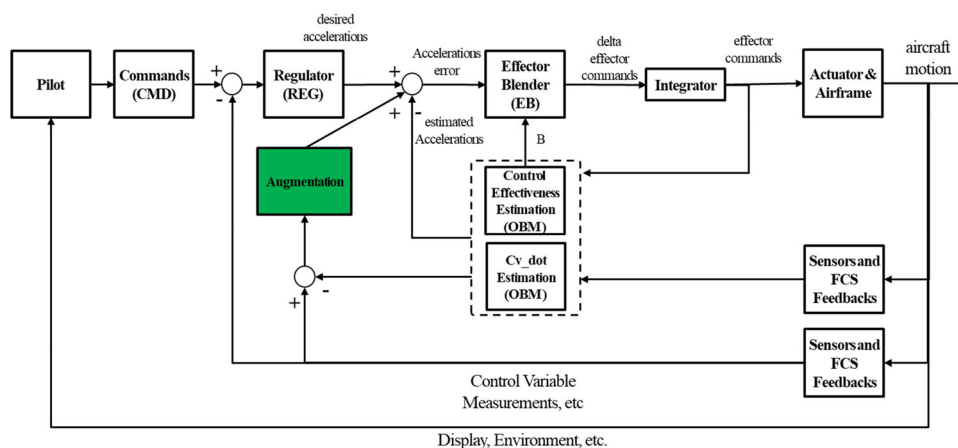 desired
accelerations
Accelerations
error
delta
effector
commands
effector
commands
aircraft
motion
Pilot
Commands
(CMD)
+
-
Regulator
(REG)
+
+
-
Effector
Blender
(EB)
Integrator
Actuator &
Airframe
estimated
Accelerations
B
Augmentation
Control
Effectiveness
Estimation
(OBM)
Cv_dot
Estimation
(OBM)
+
-
Sensors and
FCS
Feedbacks
Sensors and
FCS
Feedbacks
Control Variable
Measurements, etc
Display, Environment, etc.